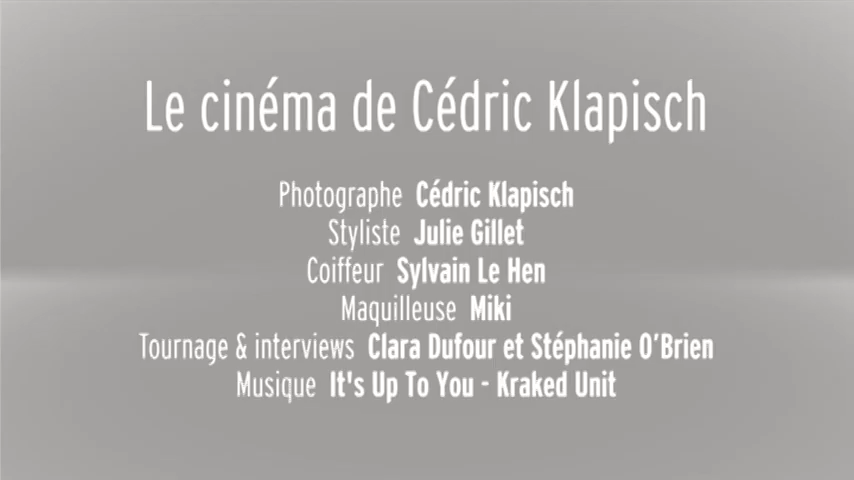 Le cinéma de Cédric Klapisch
Photographe Cédric Klapisch
Styliste Julie Gillet
Coiffeur Sylvain Le Hen
Maquilleuse Miki
Tournage & interviews Clara Dufour et Stéphanie O'Brien
Musique It's Up To You - Kraked Unit